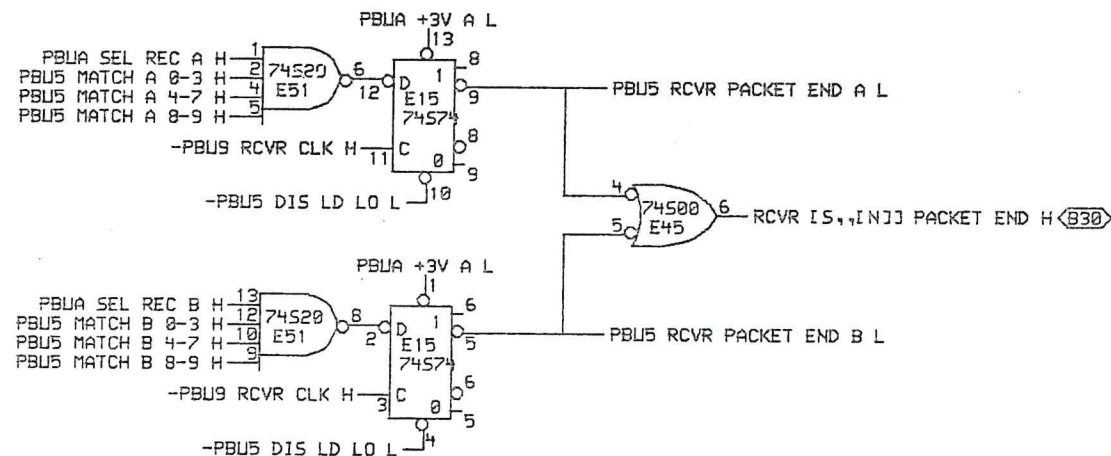 PBUA +3V A L
13
PBUA SEL REC A H 1
PBU5 MATCH A 0-3 H 2
PBU5 MATCH A 4-7 H 4
PBU5 MATCH A 8-9 H 5
74S20
E51
6
12
D
1
8
9
E15
74S74
8
-PBU9 RCVR CLK H
11
C
0
9
-PBU5 DIS LD LO L
10
PBU5 RCVR PACKET END A L
4
5
74S00
E45
6
RCVR [S,,[N]] PACKET END H
B30
PBUA +3V A L
1
PBUA SEL REC B H 13
PBU5 MATCH B 0-3 H 12
PBU5 MATCH B 4-7 H 10
PBU5 MATCH B 8-9 H 9
74S20
E51
8
2
D
1
6
5
E15
74S74
6
-PBU9 RCVR CLK H
3
C
0
5
-PBU5 DIS LD LO L
4
PBU5 RCVR PACKET END B L